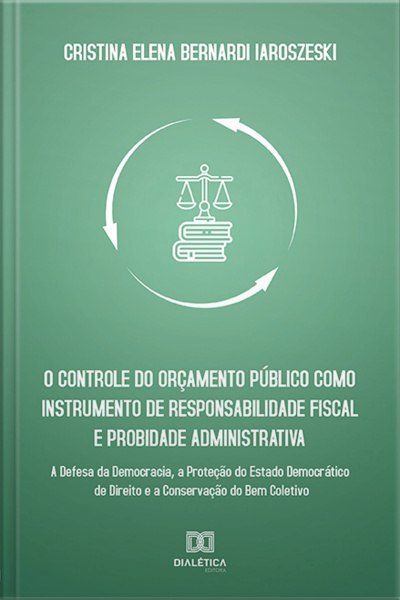 CRISTINA ELENA BERNARDI IAROSZESKI
O CONTROLE DO ORÇAMENTO PÚBLICO COMO
INSTRUMENTO DE RESPONSABILIDADE FISCAL
E PROBIDADE ADMINISTRATIVA
A Defesa da Democracia, a Proteção do Estado Democrático
de Direito e a Conservação do Bem Coletivo
DIALÉTICA
EDITORA